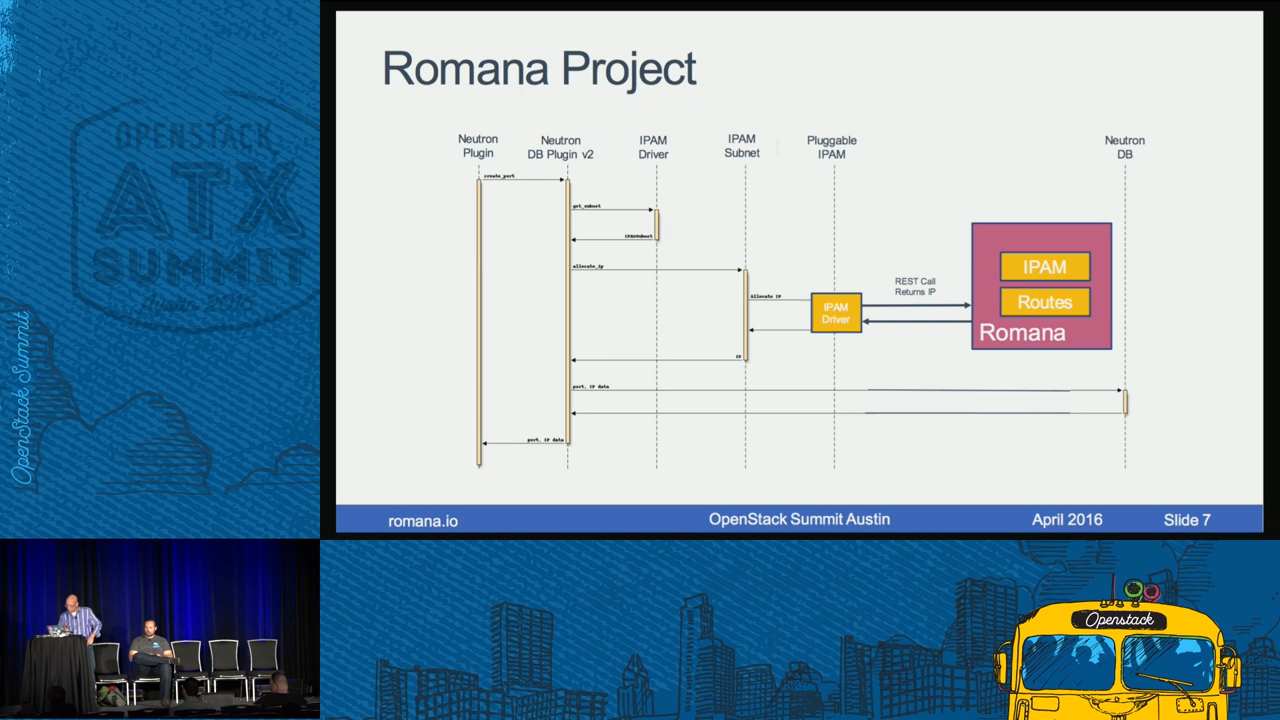 OPENSTACK
ATX
SUMMIT
OpenStack Summit
Romana Project
Neutron
Plugin
Neutron
DB Plugin v2
IPAM
Driver
IPAM
Subnet
Pluggable
IPAM
Neutron
DB
create_port
get_subnet
IPAMSubnet
allocate_ip
Allocate IP
IPAM
Driver
REST Call
Returns IP
IPAM
Routes
Romana
IP
port, IP data
port, IP data
romana.io
OpenStack Summit Austin
April 2016
Slide 7
Openstack